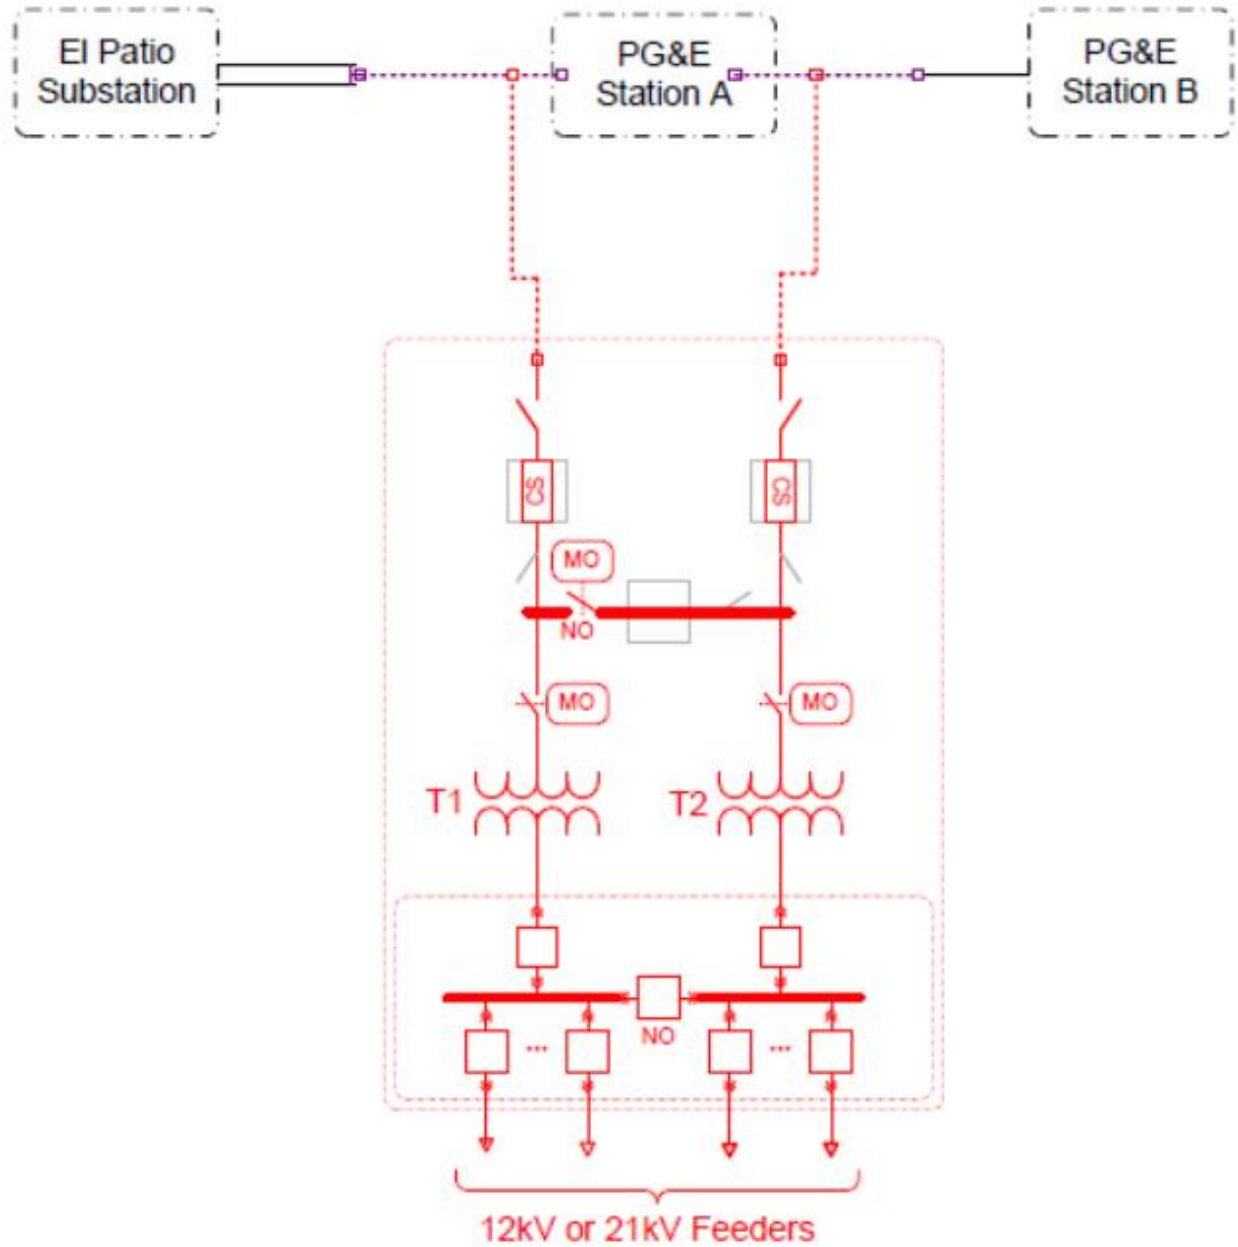 El Patio
Substation
PG&E
Station A
PG&E
Station B
CS
CS
MO
NO
MO
MO
T1
T2
NO
...
...
12kV or 21kV Feeders